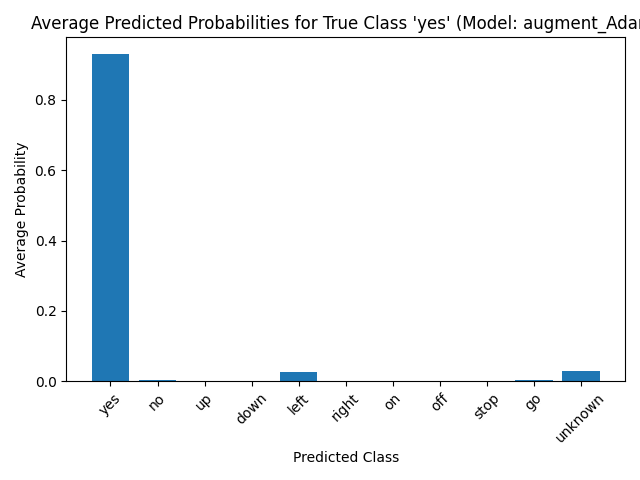 Average Predicted Probabilities for True Class 'yes' (Model: augment_Adam
Average Probability
0.8
0.6
0.4
0.2
0.0
yes
no
up
down
left
right
on
off
stop
go
unknown
Predicted Class